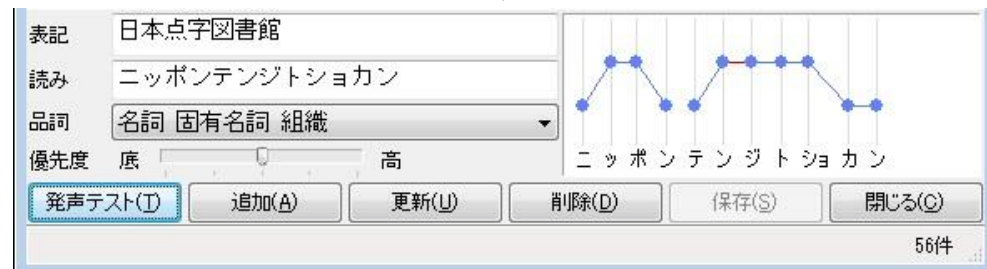 表記 日本点字図書館
読み ニッポンテンジトショカン
品詞 名詞 固有名詞 組織
優先度 底 高
ニ ッ ポ ン テ ン ジ ト ショ カ ン
発声テスト(T) 追加(A) 更新(U) 削除(D) 保存(S) 閉じる(C)
56件